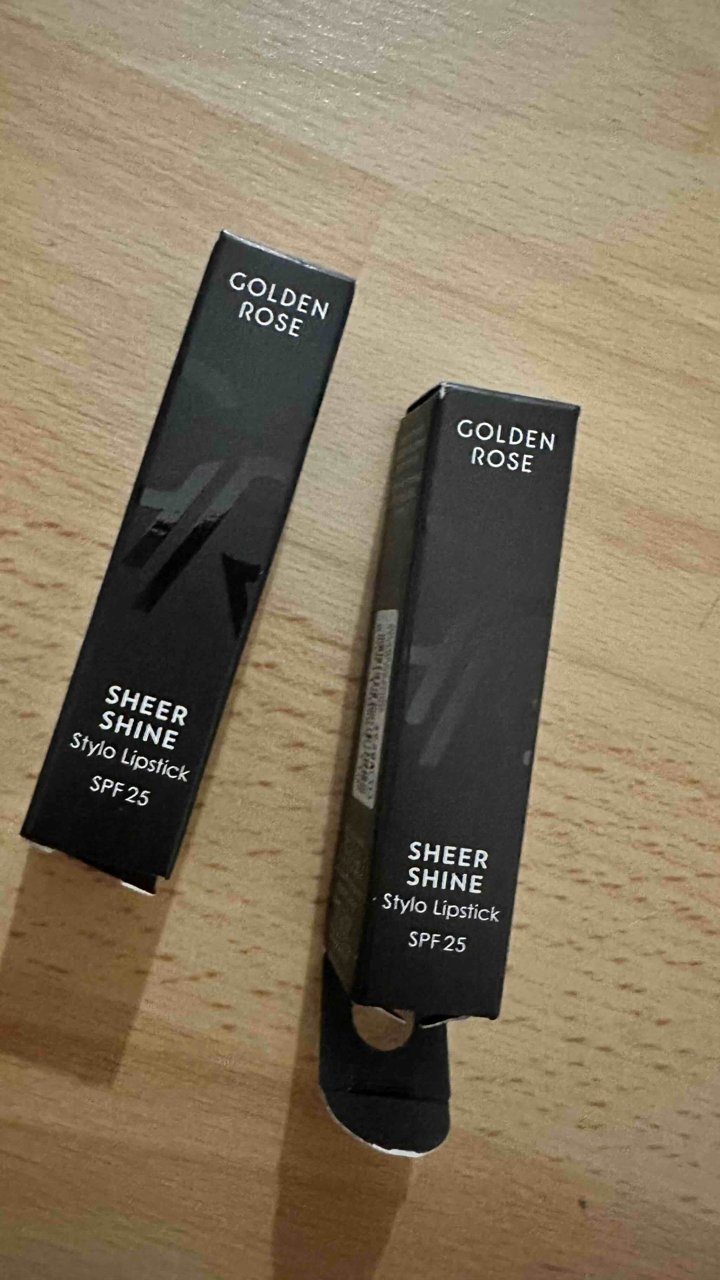 GOLDEN
ROSE
SHEER
SHINE
Stylo Lipstick
SPF 25
GOLDEN
ROSE
SHEER
SHINE
Stylo Lipstick
SPF 25